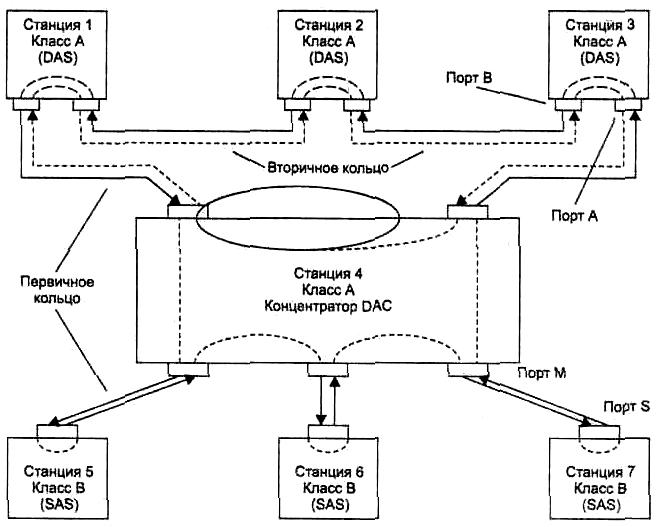 Станция 1
Класс А
(DAS)
Станция 2
Класс А
(DAS)
Станция 3
Класс А
(DAS)
Порт В
Вторичное кольцо
Порт А
Первичное
кольцо
Станция 4
Класс А
Концентратор DAC
Порт М
Порт S
Станция 5
Класс В
(SAS)
Станция 6
Класс В
(SAS)
Станция 7
Класс В
(SAS)